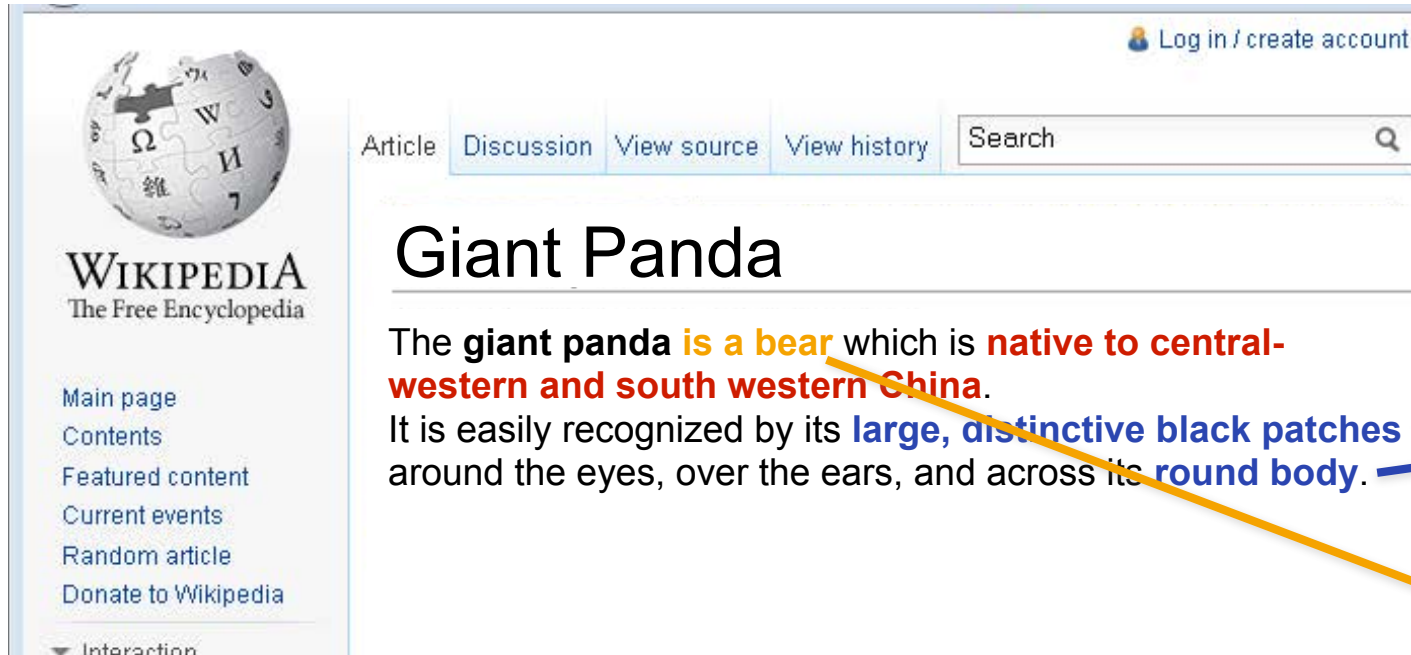 Log in / create account
Article Discussion View source View history Search
Ω W И 維 7
WIKIPEDIA
The Free Encyclopedia
Giant Panda
The giant panda is a bear which is native to central-
western and south western China.
It is easily recognized by its large, distinctive black patches
around the eyes, over the ears, and across its round body.
Main page
Contents
Featured content
Current events
Random article
Donate to Wikipedia
Interaction